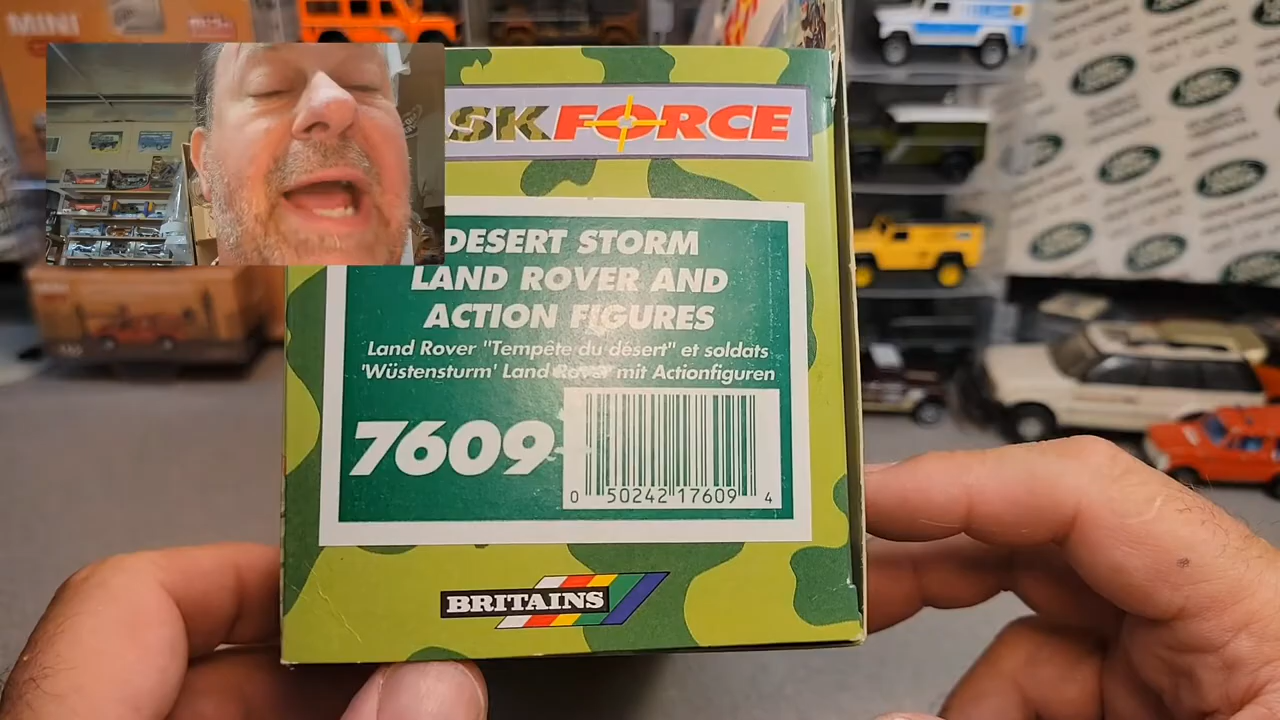 MINI
SKFORCE
DESERT STORM
LAND ROVER AND
ACTION FIGURES
Land Rover "Tempête du désert" et soldats
'Wüstensturm' Land Rover mit Actionfiguren
7609
0 50242 17609 4
BRITAINS